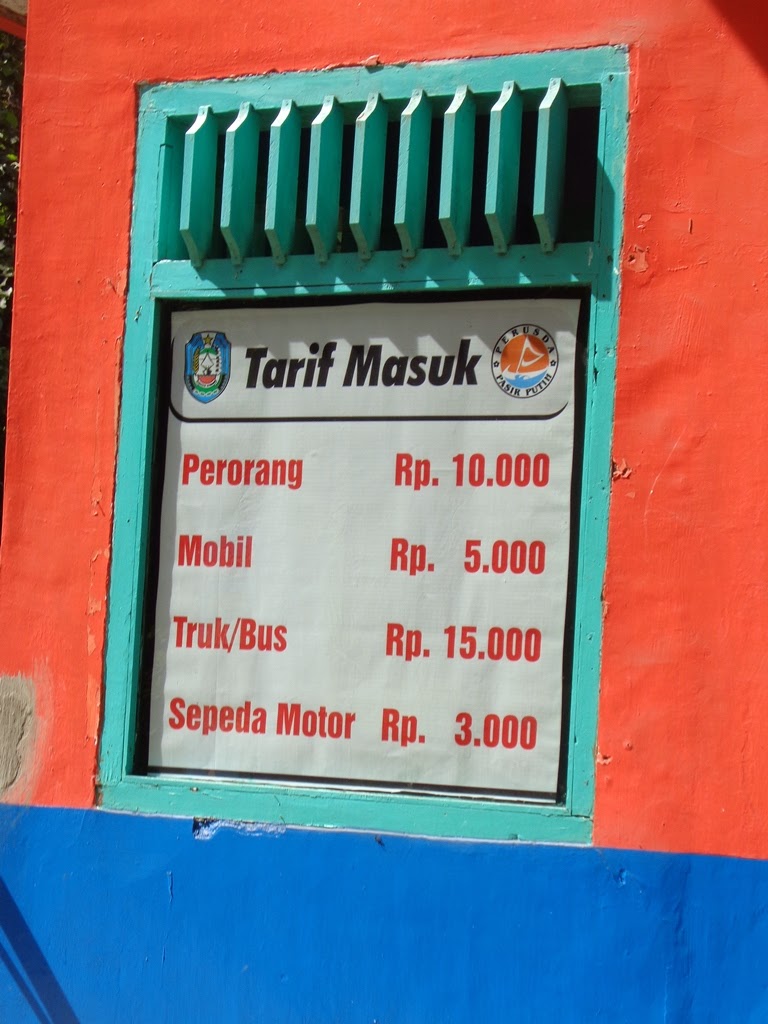 Tarif Masuk
PERUSDA
PASIR PUTIH
Perorang Rp. 10.000
Mobil Rp. 5.000
Truk/Bus Rp. 15.000
Sepeda Motor Rp. 3.000